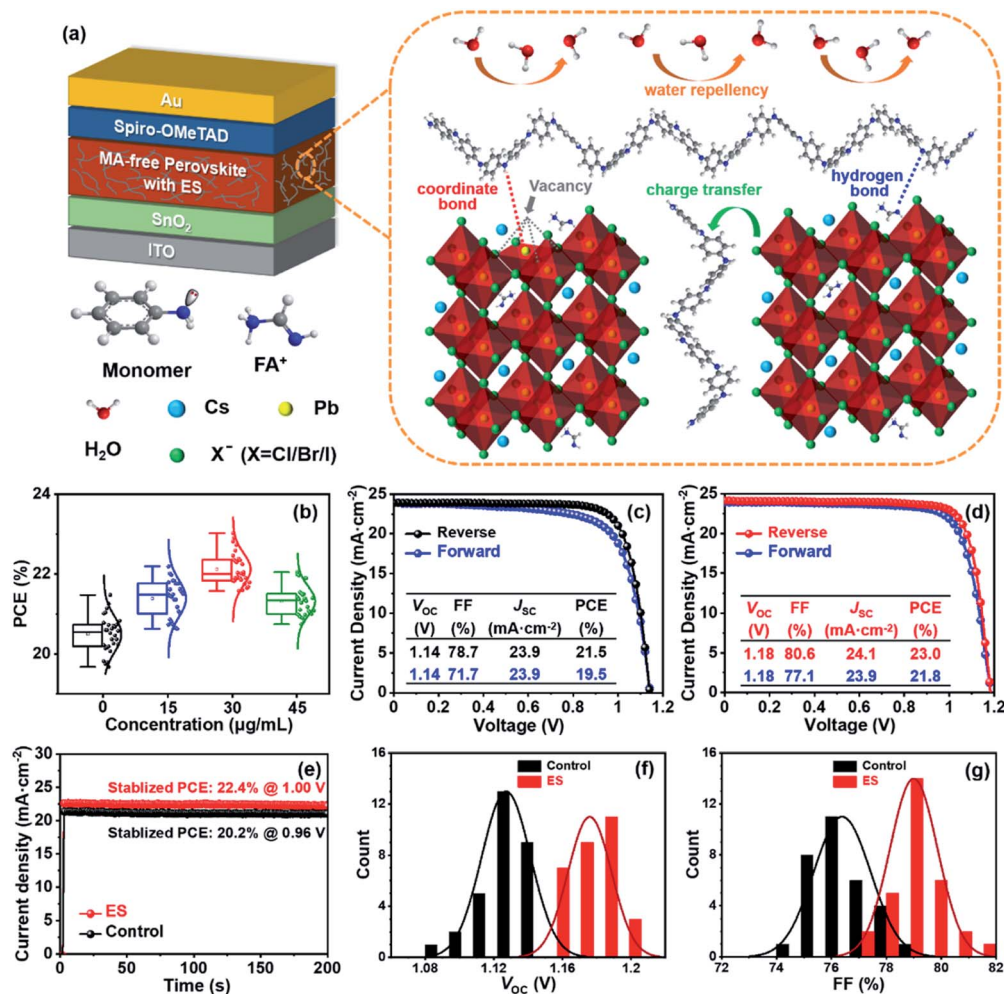 (a)
Au
Spiro-OMeTAD
MA-free Perovskite
with ES
SnO₂
ITO
Monomer
FA⁺
H₂O
Cs
Pb
X⁻ (X=Cl/Br/I)
water repellency
coordinate
bond
Vacancy
charge transfer
hydrogen
bond
(b)
PCE (%)
24
22
20
0 15 30 45
Concentration (µg/mL)
(c)
Current Density (mA·cm⁻²)
25
20
15
10
5
0
Reverse
Forward
V_OC FF J_SC PCE
(V) (%) (mA·cm⁻²) (%)
1.14 78.7 23.9 21.5
1.14 71.7 23.9 19.5
0 0.2 0.4 0.6 0.8 1.0 1.2
Voltage (V)
(d)
Current Density (mA·cm⁻²)
25
20
15
10
5
0
Reverse
Forward
V_OC FF J_SC PCE
(V) (%) (mA·cm⁻²) (%)
1.18 80.6 24.1 23.0
1.18 77.1 23.9 21.8
0 0.2 0.4 0.6 0.8 1.0 1.2
Voltage (V)
(e)
Current density (mA·cm⁻²)
30
25
20
15
10
5
0
Stablized PCE: 22.4% @ 1.00 V
Stablized PCE: 20.2% @ 0.96 V
ES
Control
0 50 100 150 200
Time (s)
(f)
Count
16
12
8
4
0
Control
ES
1.08 1.12 1.16 1.2
V_OC (V)
(g)
Count
16
12
8
4
0
Control
ES
72 74 76 78 80 82
FF (%)